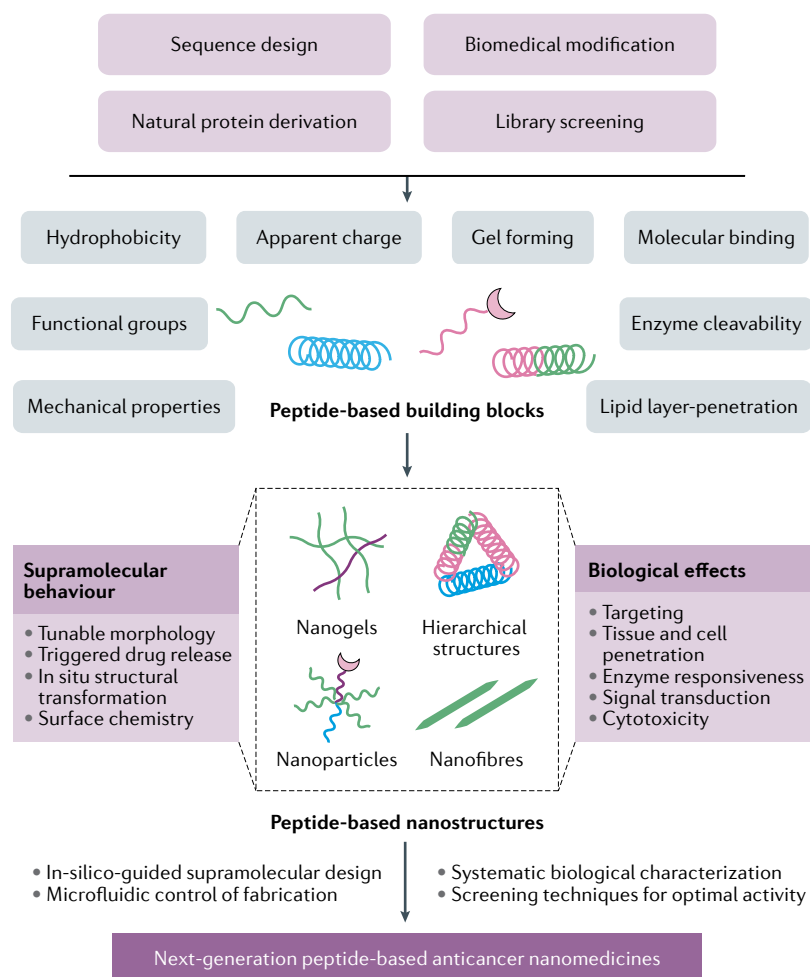 Sequence design
Biomedical modification
Natural protein derivation
Library screening
Hydrophobicity
Apparent charge
Gel forming
Molecular binding
Functional groups
Enzyme cleavability
Mechanical properties
Peptide-based building blocks
Lipid layer-penetration
Supramolecular
behaviour
• Tunable morphology
• Triggered drug release
• In situ structural
transformation
• Surface chemistry
Nanogels
Hierarchical
structures
Nanoparticles
Nanofibres
Biological effects
• Targeting
• Tissue and cell
penetration
• Enzyme responsiveness
• Signal transduction
• Cytotoxicity
Peptide-based nanostructures
• In-silico-guided supramolecular design
• Microfluidic control of fabrication
• Systematic biological characterization
• Screening techniques for optimal activity
Next-generation peptide-based anticancer nanomedicines